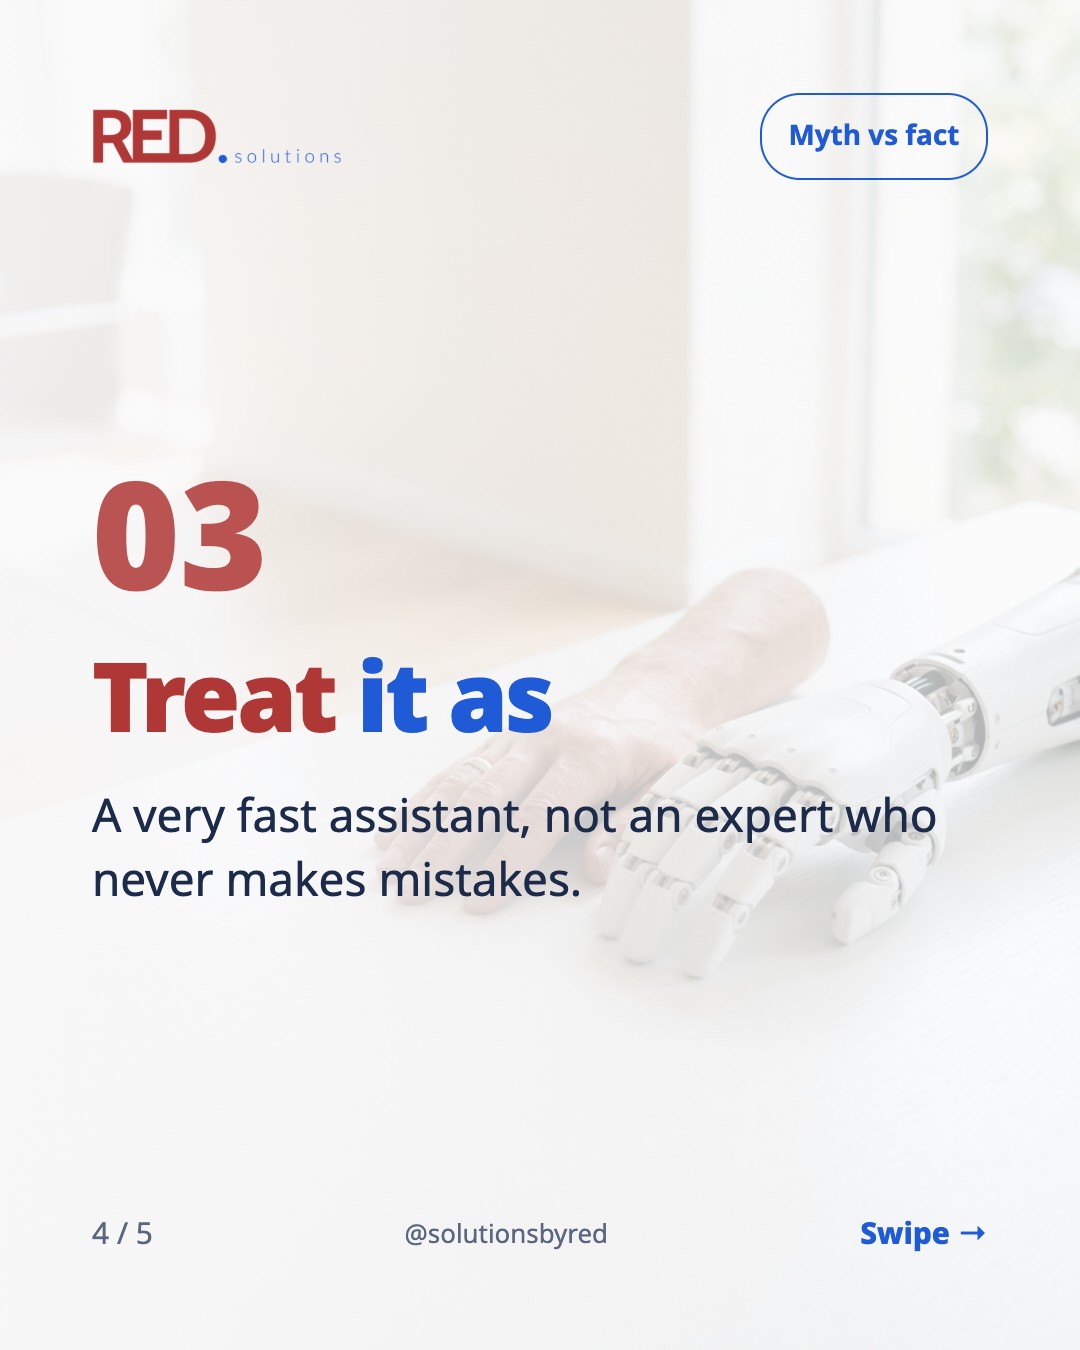 RED.solutions
Myth vs fact
03
Treat it as
A very fast assistant, not an expert who
never makes mistakes.
4 / 5
@solutionsbyred
Swipe →